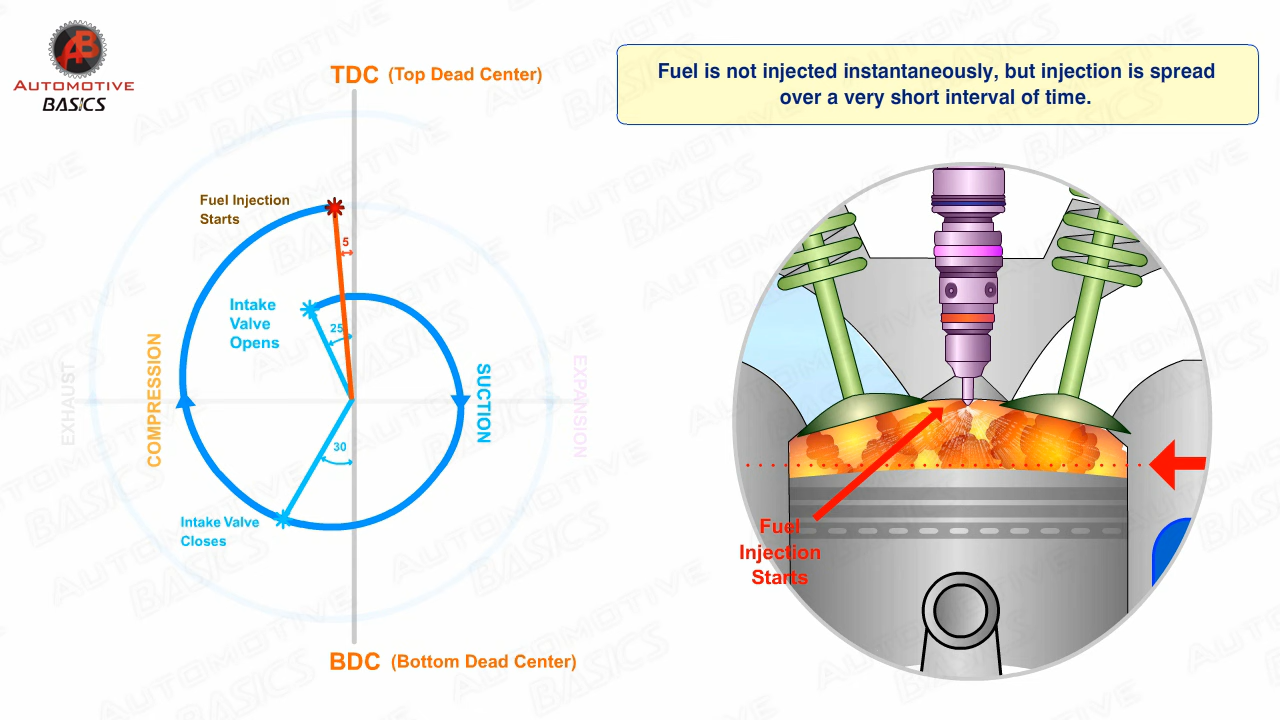 AB
AUTOMOTIVE
BASICS
TDC (Top Dead Center)
Fuel is not injected instantaneously, but injection is spread
over a very short interval of time.
Fuel Injection
Starts
5
Intake
Valve
Opens
25
EXHAUST
COMPRESSION
SUCTION
EXPANSION
30
Intake Valve
Closes
Fuel
Injection
Starts
BDC (Bottom Dead Center)